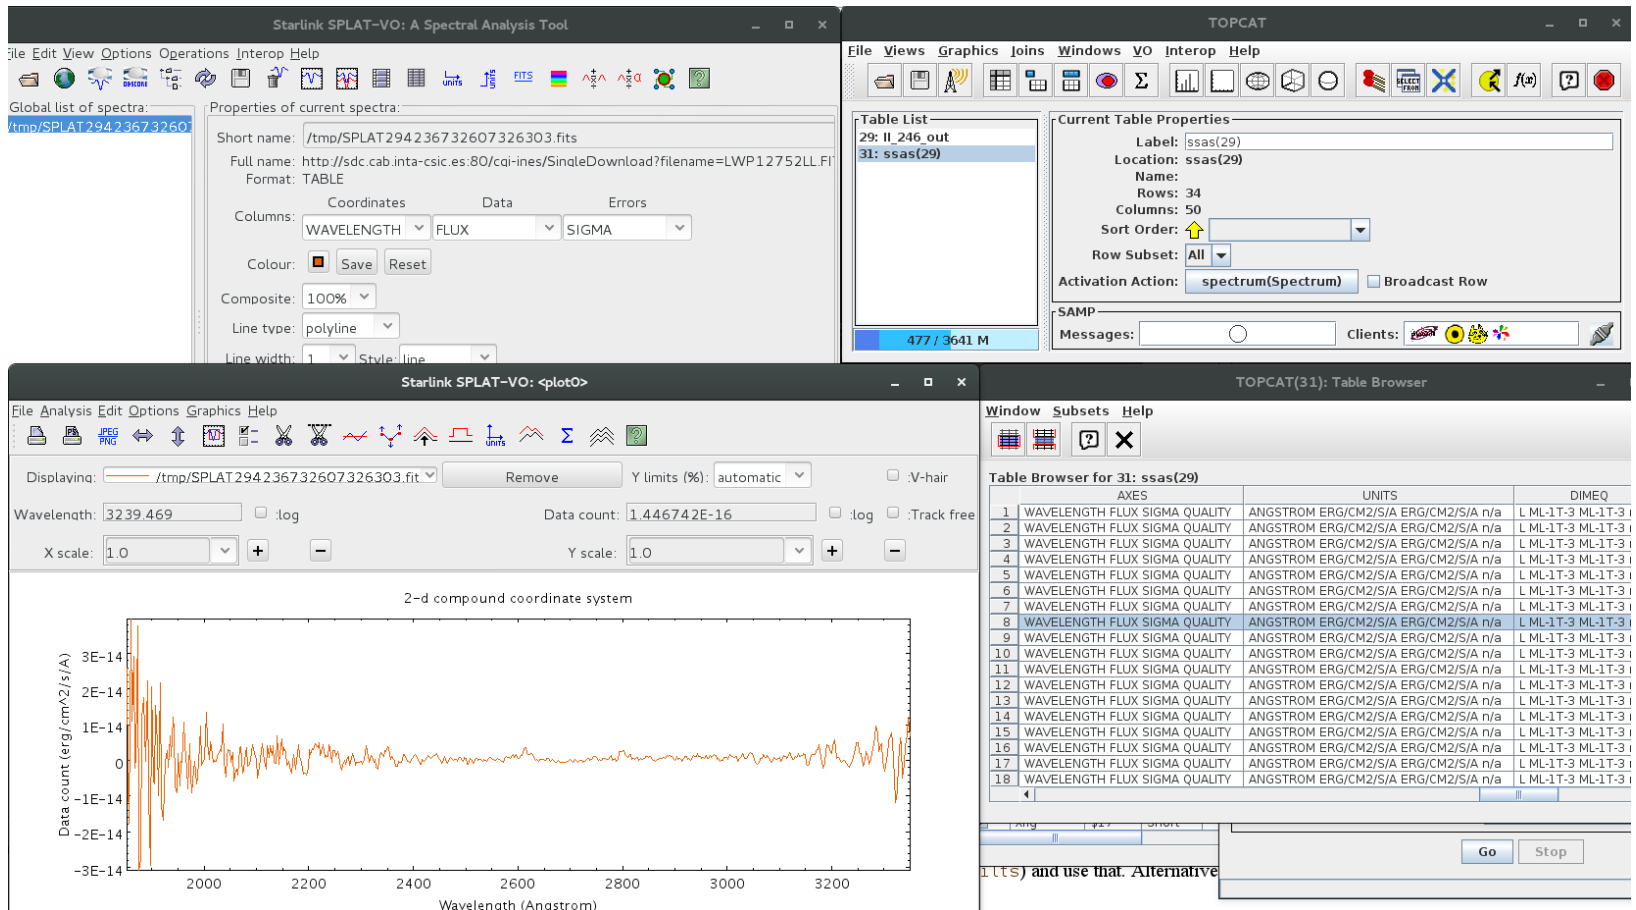 Starlink SPLAT-VO: A Spectral Analysis Tool
File Edit View Options Operations Interop Help
FITS
Global list of spectra:
/tmp/SPLAT29423673260
Properties of current spectra:
Short name: /tmp/SPLAT294236732607326303.fits
Full name: http://sdc.cab.inta-csic.es:80/cgi-ines/SingleDownload?filename=LWP12752LL.FI
Format: TABLE
Coordinates Data Errors
Columns: WAVELENGTH FLUX SIGMA
Colour: Save Reset
Composite: 100%
Line type: polyline
Line width: 1 Style: line
TOPCAT
File Views Graphics Joins Windows VO Interop Help
SELECT FROM f(x)
Table List
29: II_246_out
31: ssas(29)
477 / 3641 M
Current Table Properties
Label: ssas(29)
Location: ssas(29)
Name:
Rows: 34
Columns: 50
Sort Order:
Row Subset: All
Activation Action: spectrum(Spectrum) Broadcast Row
SAMP
Messages: Clients:
Starlink SPLAT-VO: <plot0>
File Analysis Edit Options Graphics Help
JPEG PNG UNITS
Displaying: /tmp/SPLAT294236732607326303.fit Remove Y limits (%): automatic :V-hair
Wavelength: 3239.469 :log Data count: 1.446742E-16 :log :Track free
X scale: 1.0 + - Y scale: 1.0 + -
2-d compound coordinate system
Data count (erg/cm^2/s/A)
3E-14
2E-14
1E-14
0
-1E-14
-2E-14
-3E-14
2000 2200 2400 2600 2800 3000 3200
Wavelength (Angstrom)
TOPCAT(31): Table Browser
Window Subsets Help
Table Browser for 31: ssas(29)
AXES UNITS DIMEQ
1 WAVELENGTH FLUX SIGMA QUALITY ANGSTROM ERG/CM2/S/A ERG/CM2/S/A n/a L ML-1T-3 ML-1T-3
2 WAVELENGTH FLUX SIGMA QUALITY ANGSTROM ERG/CM2/S/A ERG/CM2/S/A n/a L ML-1T-3 ML-1T-3
3 WAVELENGTH FLUX SIGMA QUALITY ANGSTROM ERG/CM2/S/A ERG/CM2/S/A n/a L ML-1T-3 ML-1T-3
4 WAVELENGTH FLUX SIGMA QUALITY ANGSTROM ERG/CM2/S/A ERG/CM2/S/A n/a L ML-1T-3 ML-1T-3
5 WAVELENGTH FLUX SIGMA QUALITY ANGSTROM ERG/CM2/S/A ERG/CM2/S/A n/a L ML-1T-3 ML-1T-3
6 WAVELENGTH FLUX SIGMA QUALITY ANGSTROM ERG/CM2/S/A ERG/CM2/S/A n/a L ML-1T-3 ML-1T-3
7 WAVELENGTH FLUX SIGMA QUALITY ANGSTROM ERG/CM2/S/A ERG/CM2/S/A n/a L ML-1T-3 ML-1T-3
8 WAVELENGTH FLUX SIGMA QUALITY ANGSTROM ERG/CM2/S/A ERG/CM2/S/A n/a L ML-1T-3 ML-1T-3
9 WAVELENGTH FLUX SIGMA QUALITY ANGSTROM ERG/CM2/S/A ERG/CM2/S/A n/a L ML-1T-3 ML-1T-3
10 WAVELENGTH FLUX SIGMA QUALITY ANGSTROM ERG/CM2/S/A ERG/CM2/S/A n/a L ML-1T-3 ML-1T-3
11 WAVELENGTH FLUX SIGMA QUALITY ANGSTROM ERG/CM2/S/A ERG/CM2/S/A n/a L ML-1T-3 ML-1T-3
12 WAVELENGTH FLUX SIGMA QUALITY ANGSTROM ERG/CM2/S/A ERG/CM2/S/A n/a L ML-1T-3 ML-1T-3
13 WAVELENGTH FLUX SIGMA QUALITY ANGSTROM ERG/CM2/S/A ERG/CM2/S/A n/a L ML-1T-3 ML-1T-3
14 WAVELENGTH FLUX SIGMA QUALITY ANGSTROM ERG/CM2/S/A ERG/CM2/S/A n/a L ML-1T-3 ML-1T-3
15 WAVELENGTH FLUX SIGMA QUALITY ANGSTROM ERG/CM2/S/A ERG/CM2/S/A n/a L ML-1T-3 ML-1T-3
16 WAVELENGTH FLUX SIGMA QUALITY ANGSTROM ERG/CM2/S/A ERG/CM2/S/A n/a L ML-1T-3 ML-1T-3
17 WAVELENGTH FLUX SIGMA QUALITY ANGSTROM ERG/CM2/S/A ERG/CM2/S/A n/a L ML-1T-3 ML-1T-3
18 WAVELENGTH FLUX SIGMA QUALITY ANGSTROM ERG/CM2/S/A ERG/CM2/S/A n/a L ML-1T-3 ML-1T-3
Go Stop
ilts) and use that. Alternative